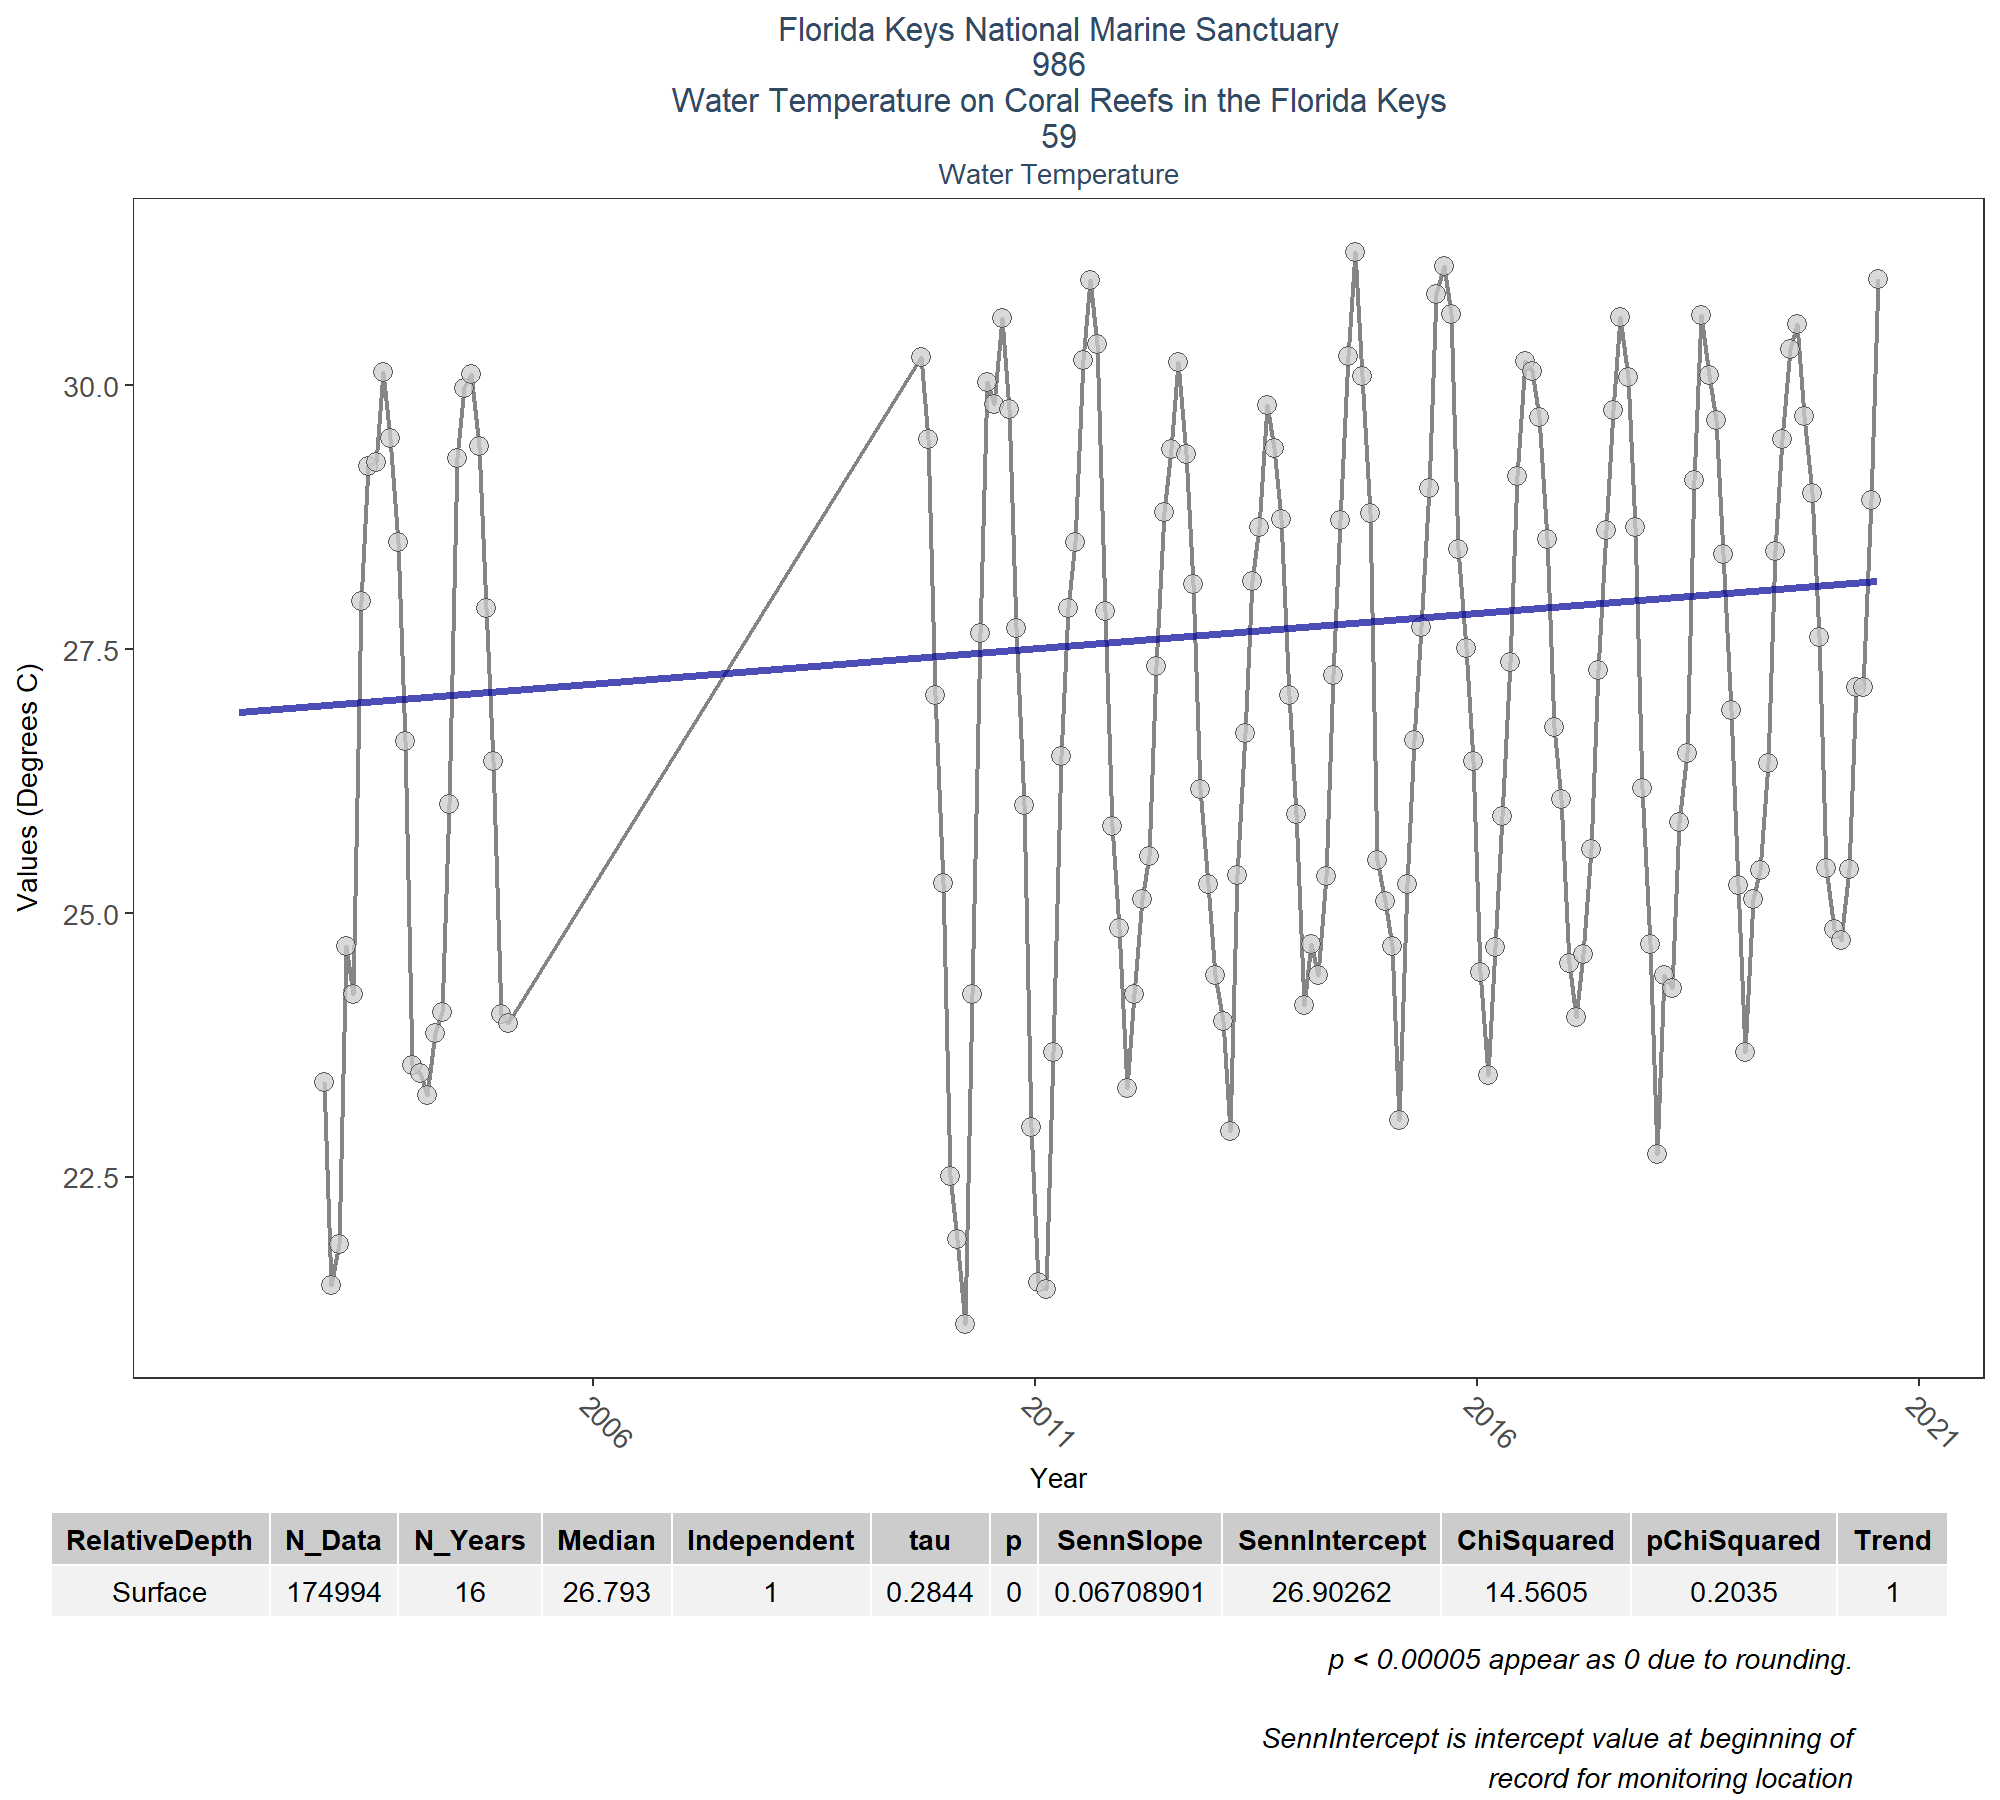 Florida Keys National Marine Sanctuary
986
Water Temperature on Coral Reefs in the Florida Keys
59
Water Temperature
Values (Degrees C)
30.0
27.5
25.0
22.5
2006 2011 2016 2021
Year
RelativeDepth N_Data N_Years Median Independent tau p SennSlope SennIntercept ChiSquared pChiSquared Trend
Surface 174994 16 26.793 1 0.2844 0 0.06708901 26.90262 14.5605 0.2035 1
p < 0.00005 appear as 0 due to rounding.
SennIntercept is intercept value at beginning of
record for monitoring location